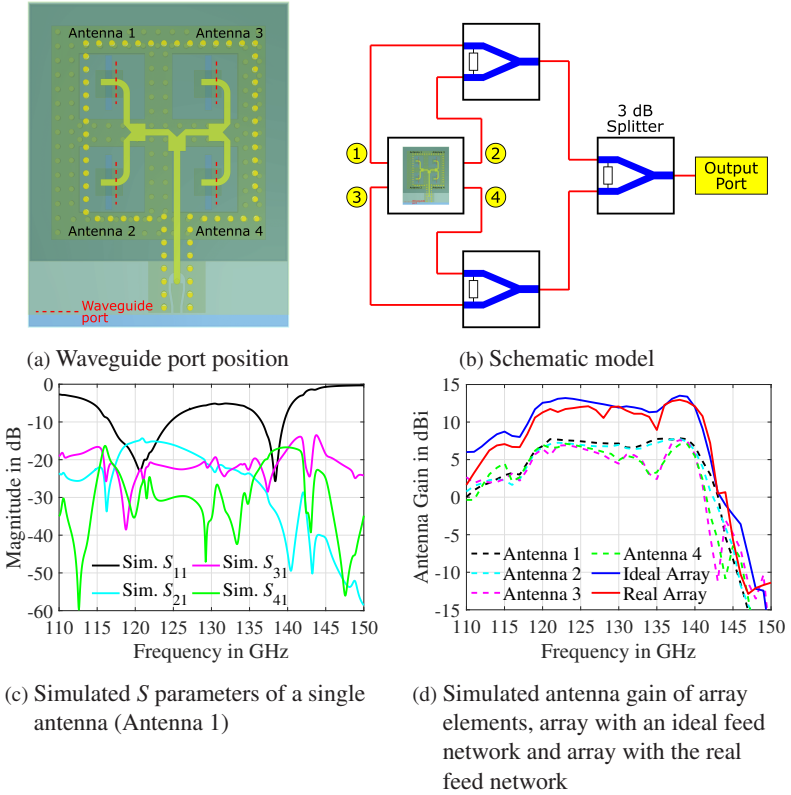 Antenna 1
Antenna 3
Antenna 2
Antenna 4
Waveguide
port
(a) Waveguide port position
1
2
3
4
3 dB
Splitter
Output
Port
(b) Schematic model
Magnitude in dB
0
-10
-20
-30
-40
-50
-60
Sim. S11
Sim. S21
Sim. S31
Sim. S41
110 115 120 125 130 135 140 145 150
Frequency in GHz
(c) Simulated S parameters of a single
antenna (Antenna 1)
Antenna Gain in dBi
15
10
5
0
-5
-10
-15
Antenna 1
Antenna 2
Antenna 3
Antenna 4
Ideal Array
Real Array
110 115 120 125 130 135 140 145 150
Frequency in GHz
(d) Simulated antenna gain of array
elements, array with an ideal feed
network and array with the real
feed network